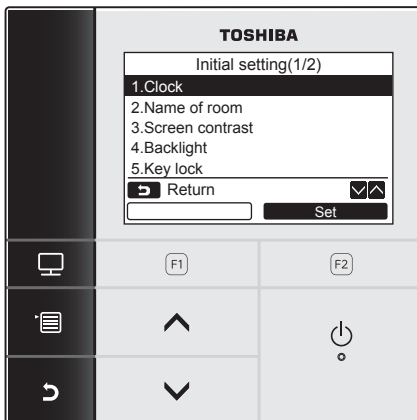 TOSHIBA
Initial setting(1/2)
1.Clock
2.Name of room
3.Screen contrast
4.Backlight
5.Key lock
Return
Set
F1
F2